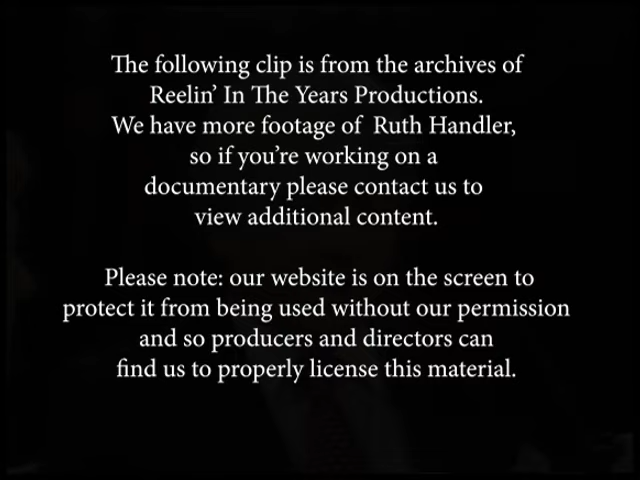 The following clip is from the archives of
Reelin’ In The Years Productions.
We have more footage of Ruth Handler,
so if you’re working on a
documentary please contact us to
view additional content.
Please note: our website is on the screen to
protect it from being used without our permission
and so producers and directors can
find us to properly license this material.